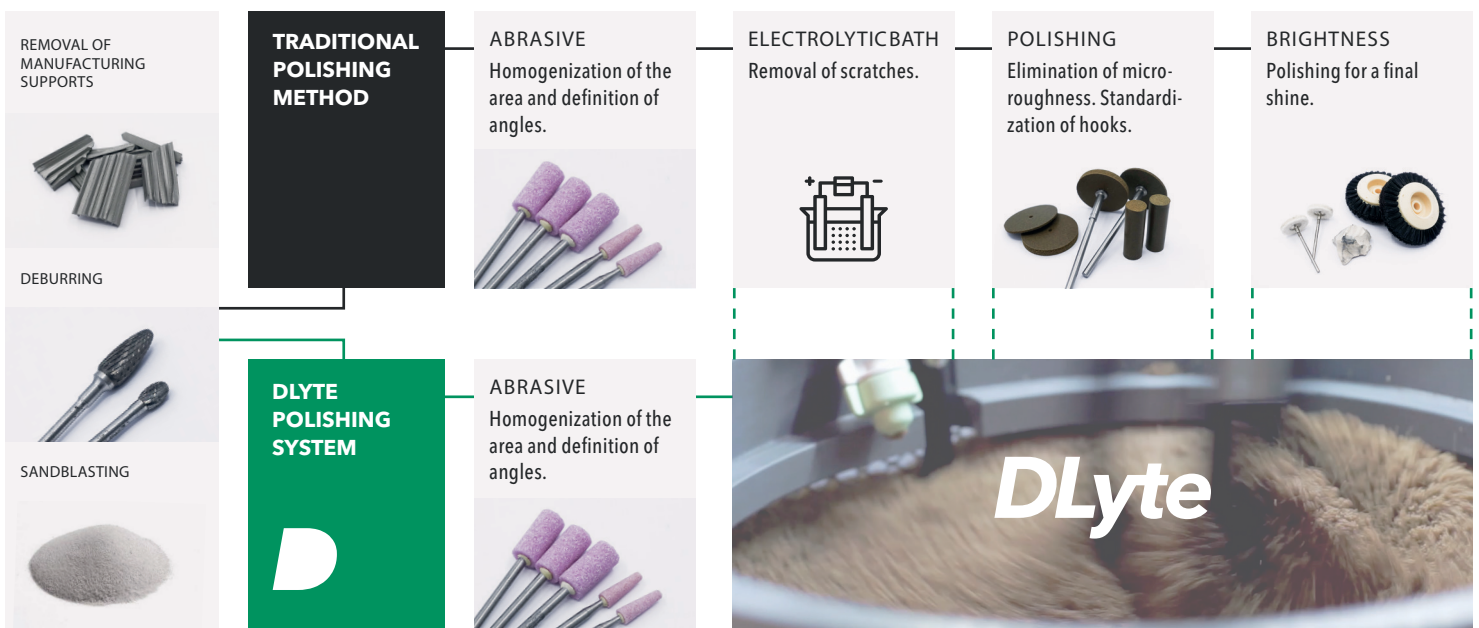 REMOVAL OF
MANUFACTURING
SUPPORTS
DEBURRING
SANDBLASTING
TRADITIONAL
POLISHING
METHOD
ABRASIVE
Homogenization of the
area and definition of
angles.
ELECTROLYTIC BATH
Removal of scratches.
+ −
POLISHING
Elimination of micro-
roughness. Standardi-
zation of hooks.
BRIGHTNESS
Polishing for a final
shine.
DLYTE
POLISHING
SYSTEM
D
ABRASIVE
Homogenization of the
area and definition of
angles.
DLyte